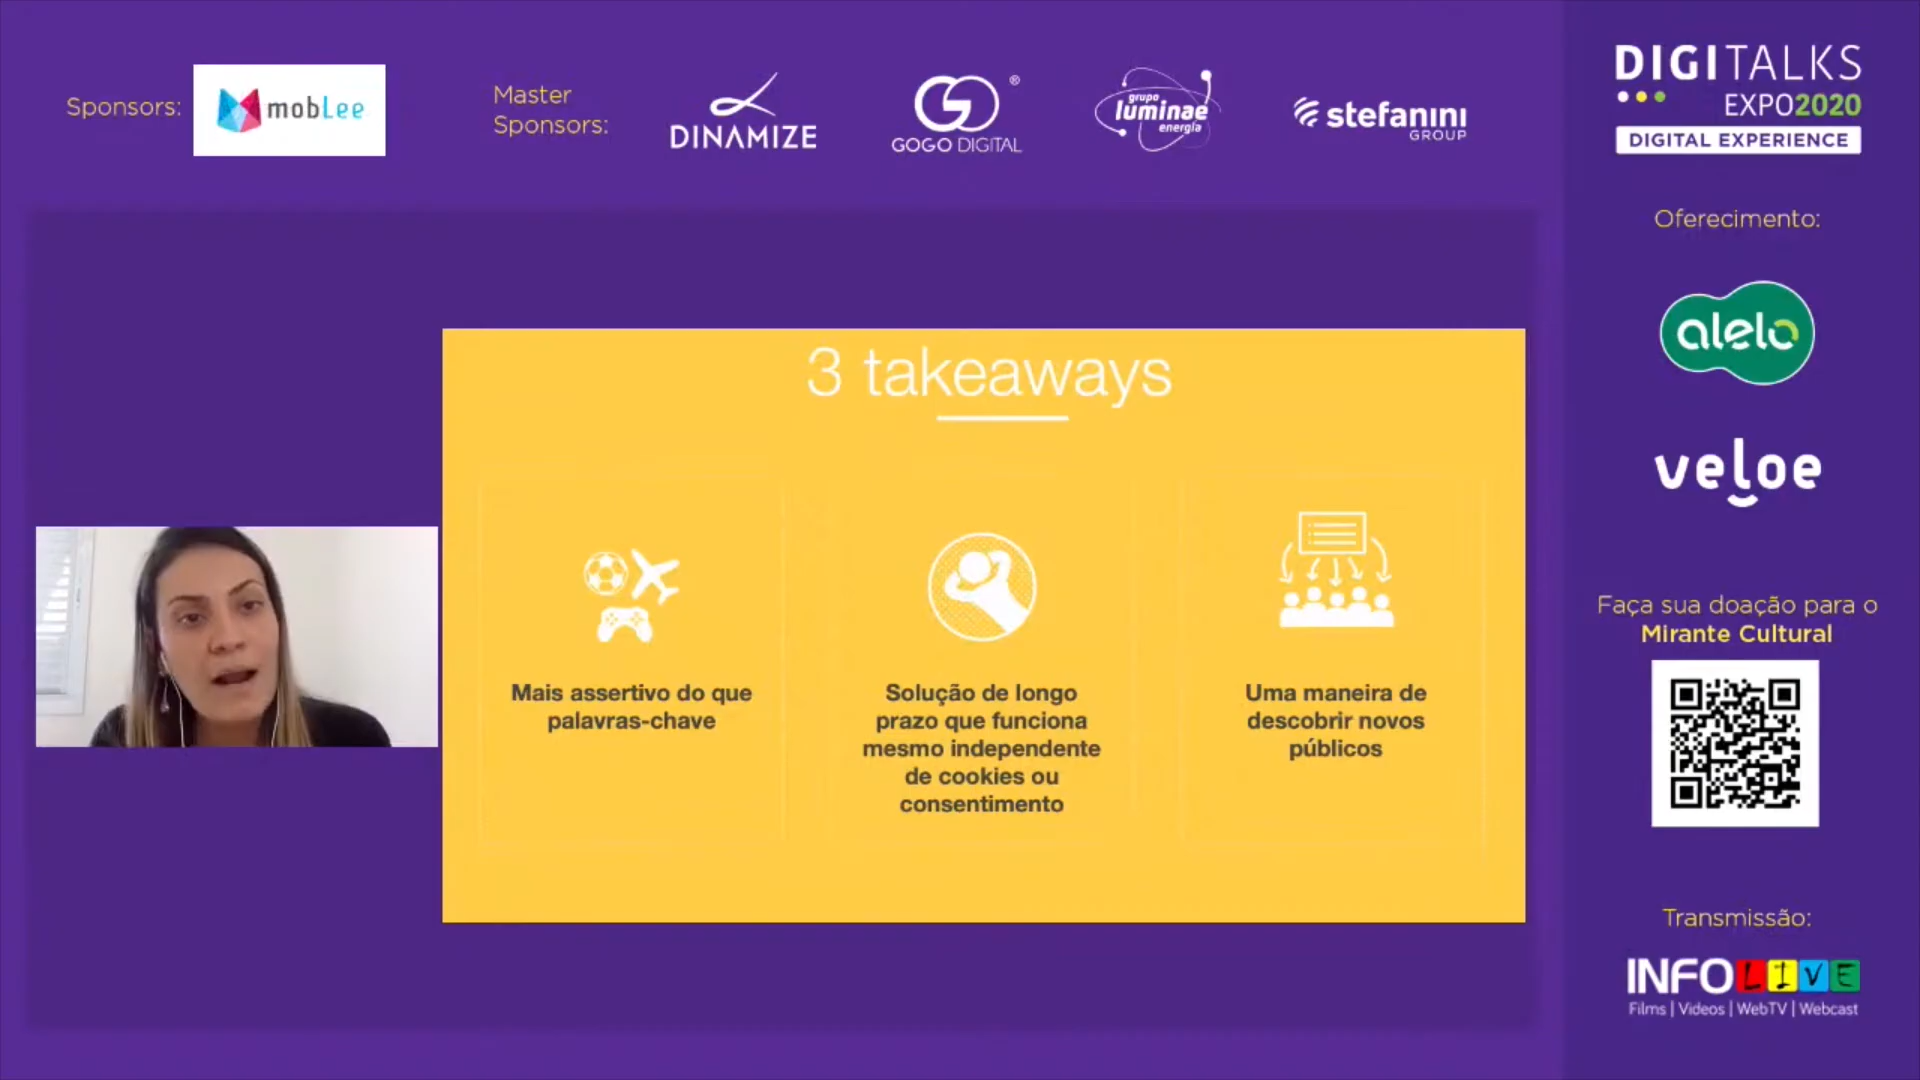 Sponsors:
mobLee
Master
Sponsors:
DINAMIZE
GOGO DIGITAL
®
grupo
luminae
energia
stefanini
GROUP
DIGITALKS
EXPO2020
DIGITAL EXPERIENCE
Oferecimento:
alelo
veloe
Faça sua doação para o
Mirante Cultural
Transmissão:
INFOLIVE
Films | Videos | WebTV | Webcast
3 takeaways
Mais assertivo do que
palavras-chave
Solução de longo
prazo que funciona
mesmo independente
de cookies ou
consentimento
Uma maneira de
descobrir novos
públicos